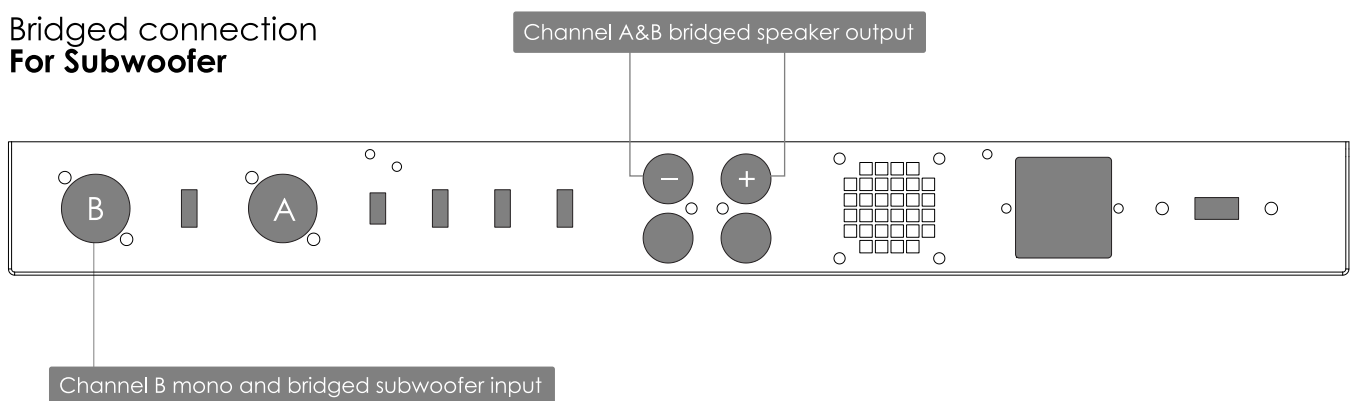 Bridged connection
For Subwoofer
Channel A&B bridged speaker output
B
A
− +
Channel B mono and bridged subwoofer input